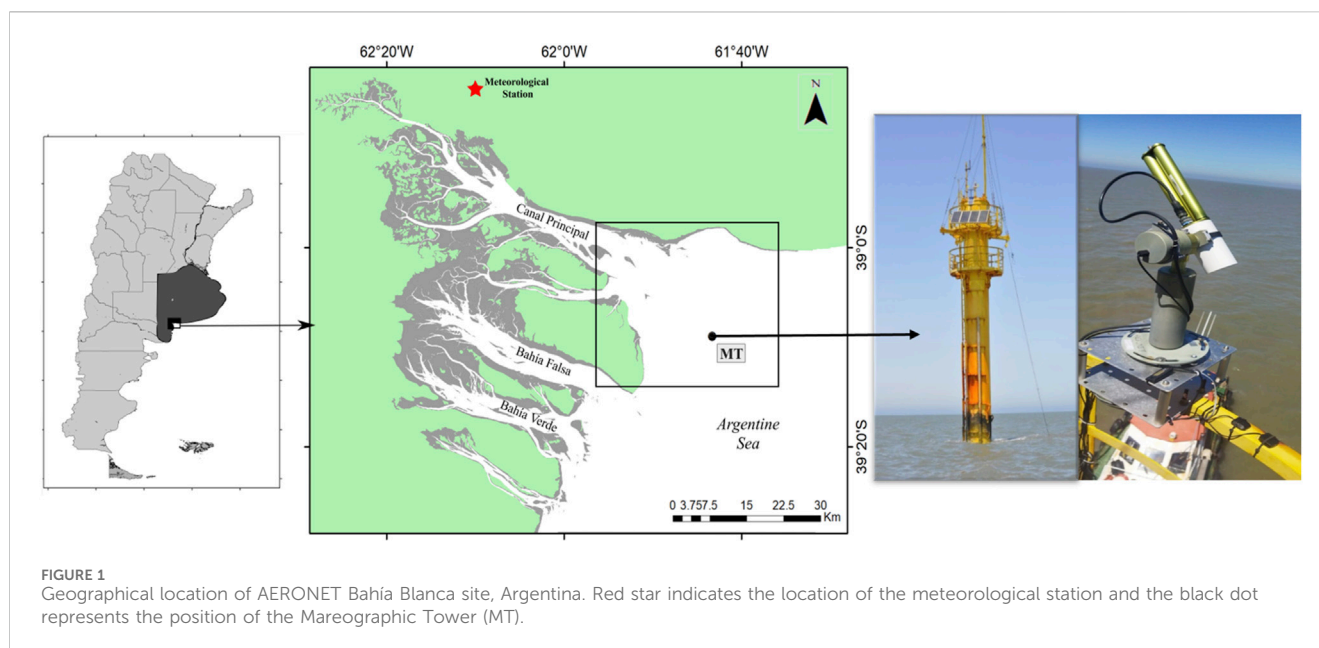 62°20'W 62°0'W 61°40'W
N
Meteorological
Station
Canal Principal
39°0'S
Bahía Falsa
MT
Bahía Verde
Argentine
Sea
39°20'S
0 3.757.5 15 22.5 30
Km
FIGURE 1
Geographical location of AERONET Bahía Blanca site, Argentina. Red star indicates the location of the meteorological station and the black dot
represents the position of the Mareographic Tower (MT).